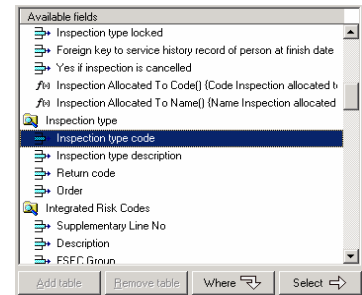 Available fields
Inspection type locked
Foreign key to service history record of person at finish date
Yes if inspection is cancelled
f(x) Inspection Allocated To Code() {Code Inspection allocated t
f(x) Inspection Allocated To Name() {Name Inspection allocated
Inspection type
Inspection type code
Inspection type description
Return code
Order
Integrated Risk Codes
Supplementary Line No
Description
FSEC Group
Add table Remove table Where Select